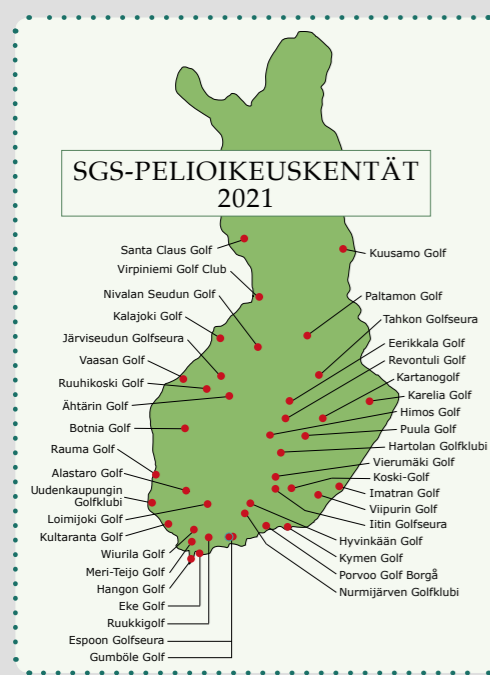 SGS-PELIOIKEUSKENTÄT
2021
Santa Claus Golf
Virpiniemi Golf Club
Nivalan Seudun Golf
Kalajoki Golf
Järviseudun Golfseura
Vaasan Golf
Ruuhikoski Golf
Ähtärin Golf
Botnia Golf
Rauma Golf
Alastaro Golf
Uudenkaupungin
Golfklubi
Loimijoki Golf
Kultaranta Golf
Wiurila Golf
Meri-Teijo Golf
Hangon Golf
Eke Golf
Ruukkigolf
Espoon Golfseura
Gumböle Golf
Kuusamo Golf
Paltamon Golf
Tahkon Golfseura
Eerikkala Golf
Revontuli Golf
Kartanogolf
Karelia Golf
Himos Golf
Puula Golf
Hartolan Golfklubi
Vierumäki Golf
Koski-Golf
Imatran Golf
Viipurin Golf
Iitin Golfseura
Hyvinkään Golf
Kymen Golf
Porvoo Golf Borgå
Nurmijärven Golfklubi